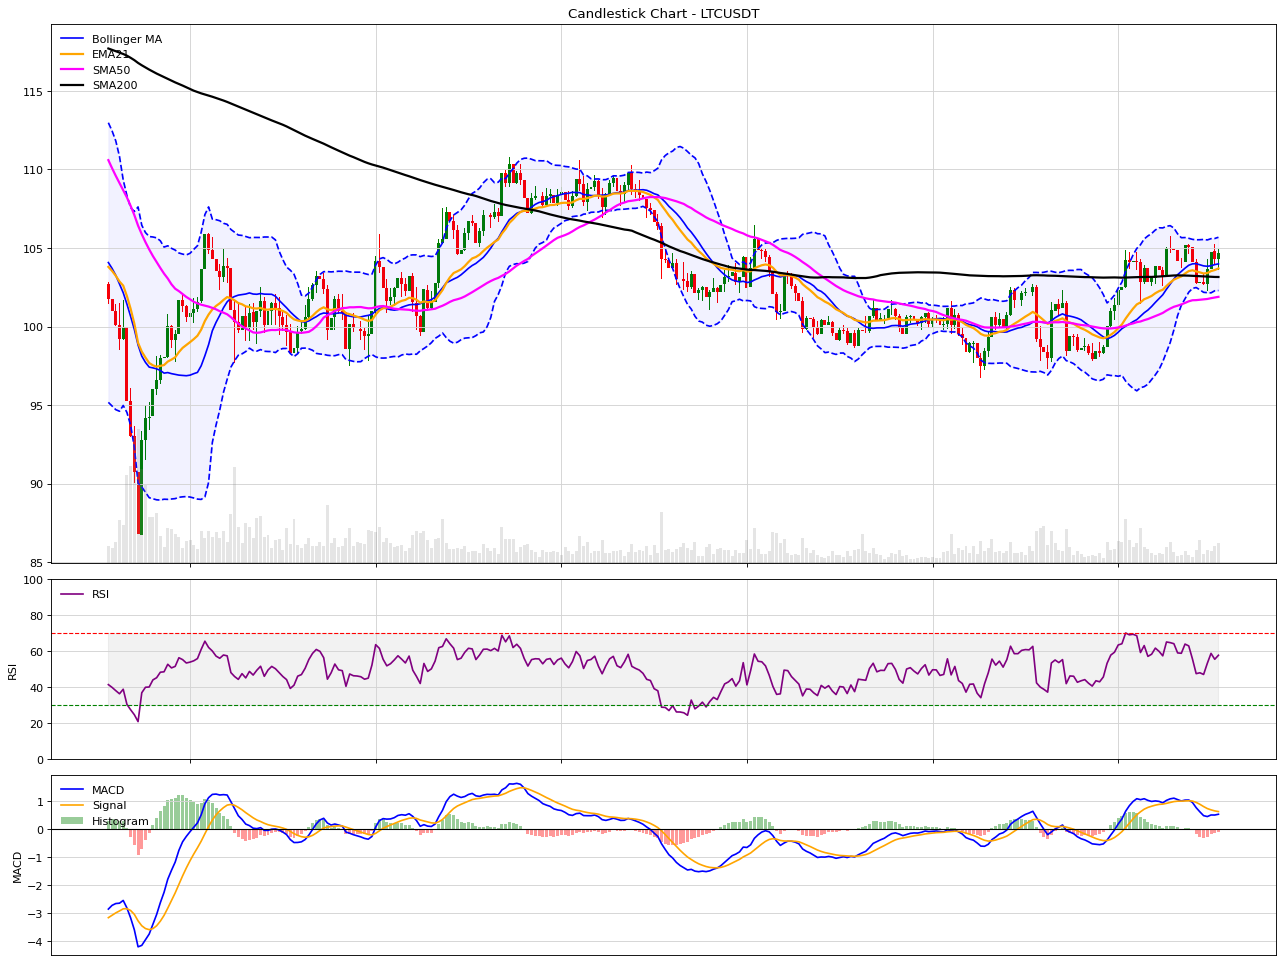 Candlestick Chart - LTCUSDT
Bollinger MA
EMA21
SMA50
SMA200
115
110
105
100
95
90
85
100
80
60
40
20
0
RSI
RSI
1
0
−1
−2
−3
−4
MACD
MACD
Signal
Histogram